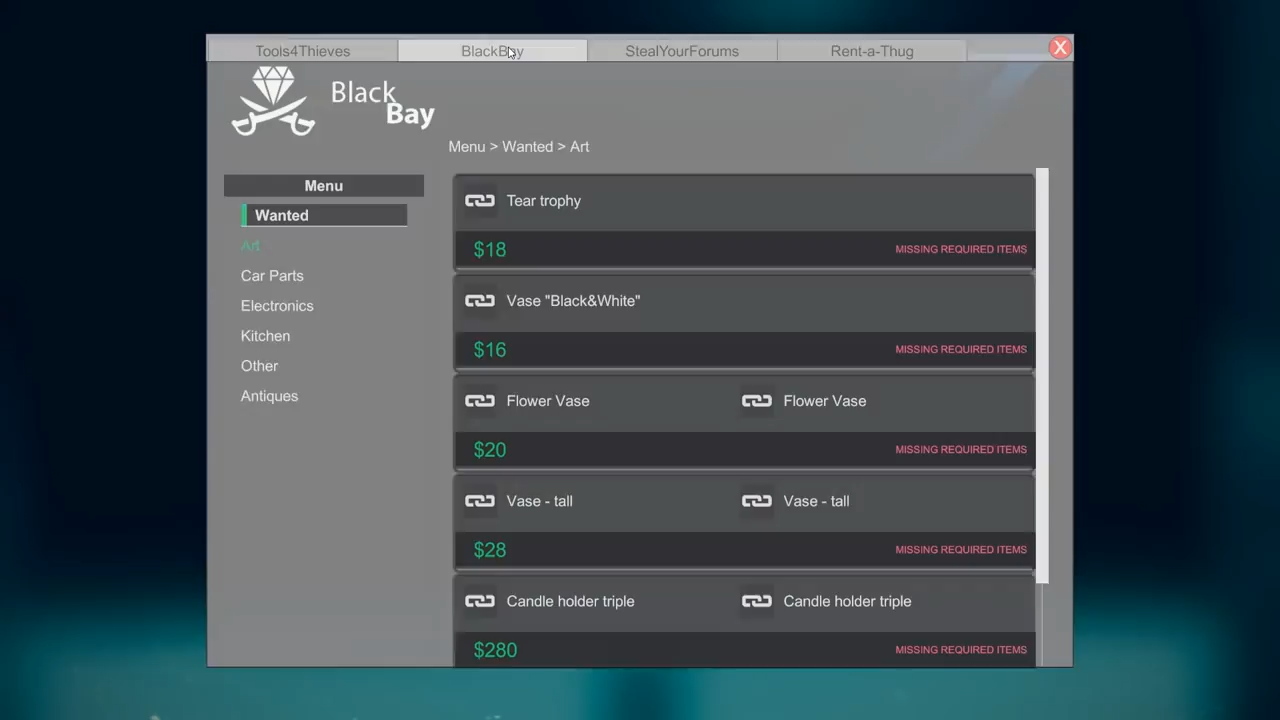 Tools4Thieves
BlackBay
StealYourForums
Rent-a-Thug
X
Black
Bay
Menu > Wanted > Art
Menu
Wanted
Art
Car Parts
Electronics
Kitchen
Other
Antiques
Tear trophy
$18 MISSING REQUIRED ITEMS
Vase "Black&White"
$16 MISSING REQUIRED ITEMS
Flower Vase Flower Vase
$20 MISSING REQUIRED ITEMS
Vase - tall Vase - tall
$28 MISSING REQUIRED ITEMS
Candle holder triple Candle holder triple
$280 MISSING REQUIRED ITEMS